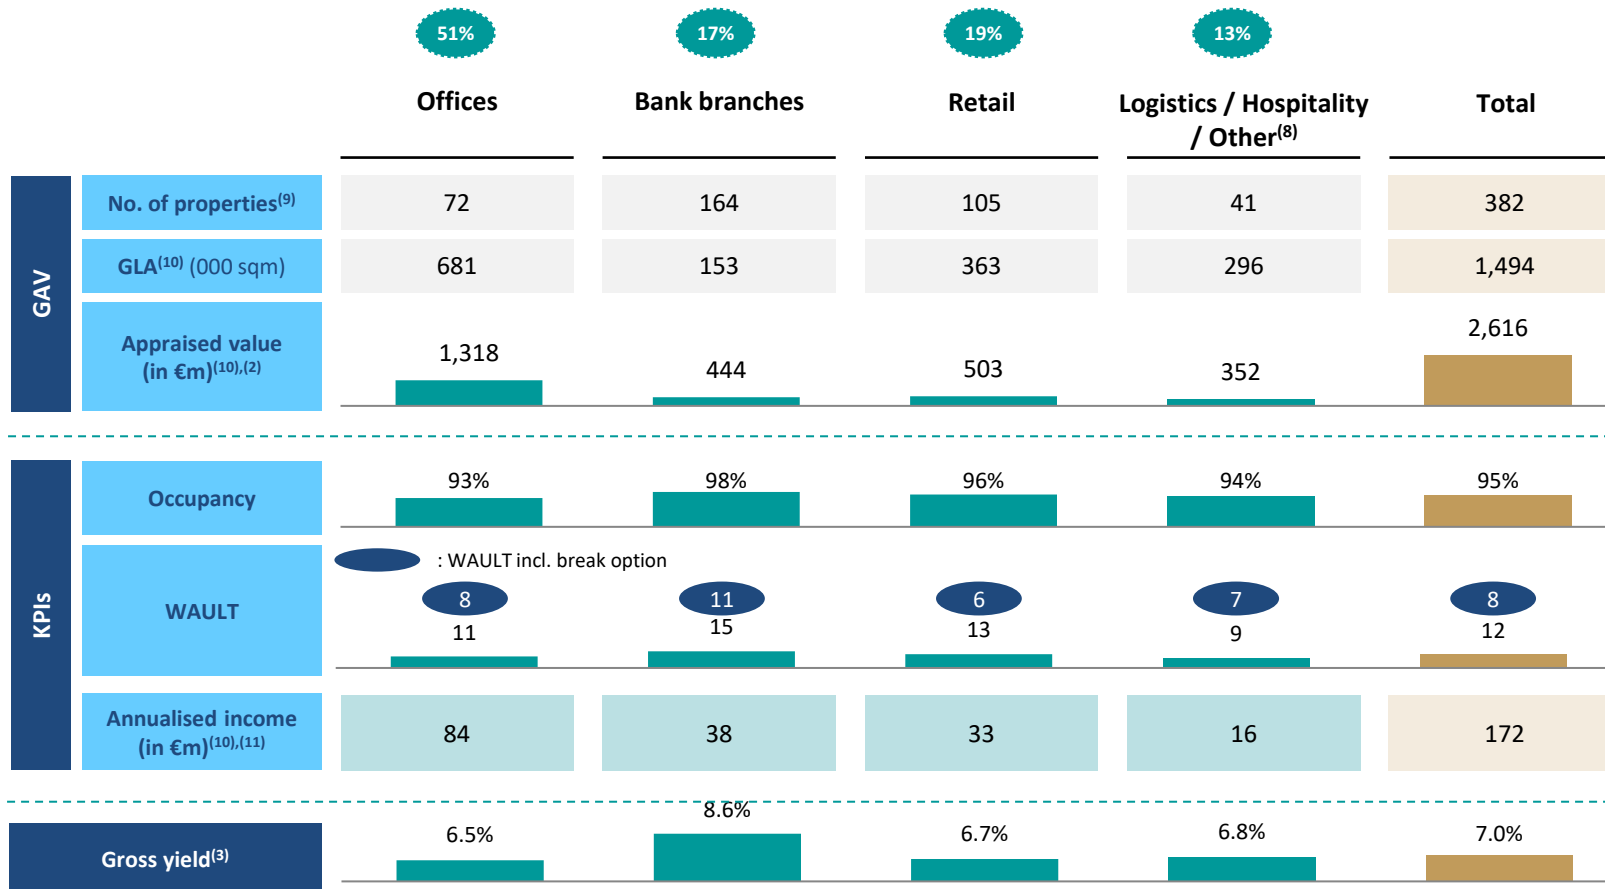 51% 17% 19% 13%
Offices Bank branches Retail Logistics / Hospitality Total
/ Other(8)
No. of properties(9) 72 164 105 41 382
GLA(10) (000 sqm) 681 153 363 296 1,494
GAV
Appraised value
(in €m)(10),(2)
1,318 444 503 352 2,616
Occupancy 93% 98% 96% 94% 95%
: WAULT incl. break option
KPIs
WAULT
8 11 6 7 8
11 15 13 9 12
Annualised income
(in €m)(10),(11)
84 38 33 16 172
Gross yield(3) 6.5% 8.6% 6.7% 6.8% 7.0%